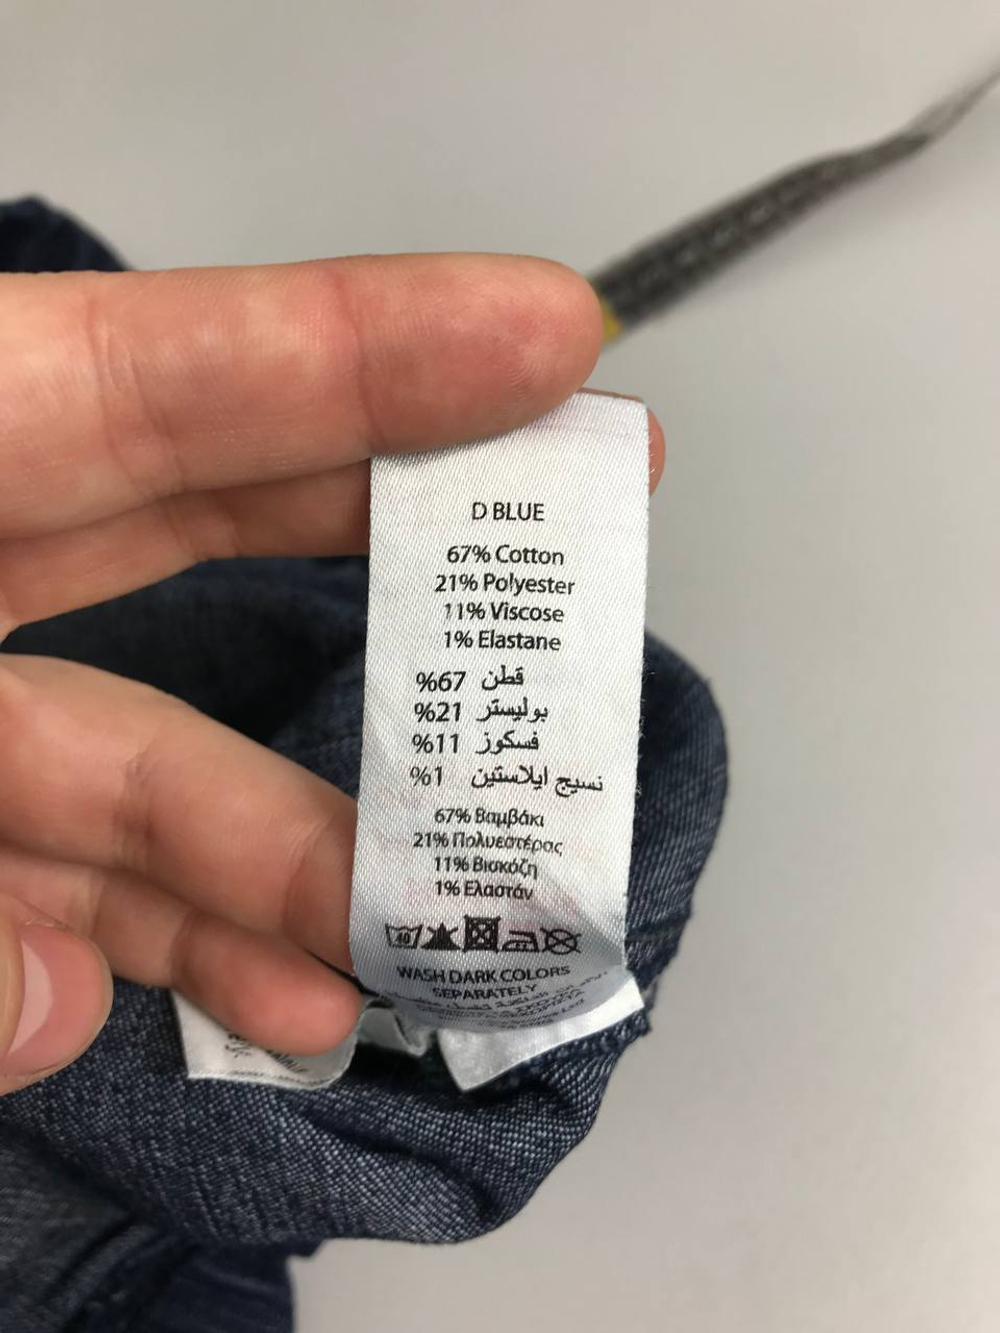 D BLUE
67% Cotton
21% Polyester
11% Viscose
1% Elastane
%67 قطن
%21 بوليستر
%11 فسكوز
%1 نسيج ايلاستين
67% Βαμβάκι
21% Πολυεστέρας
11% Βισκόζη
1% Ελαστάν
40
WASH DARK COLORS
SEPARATELY